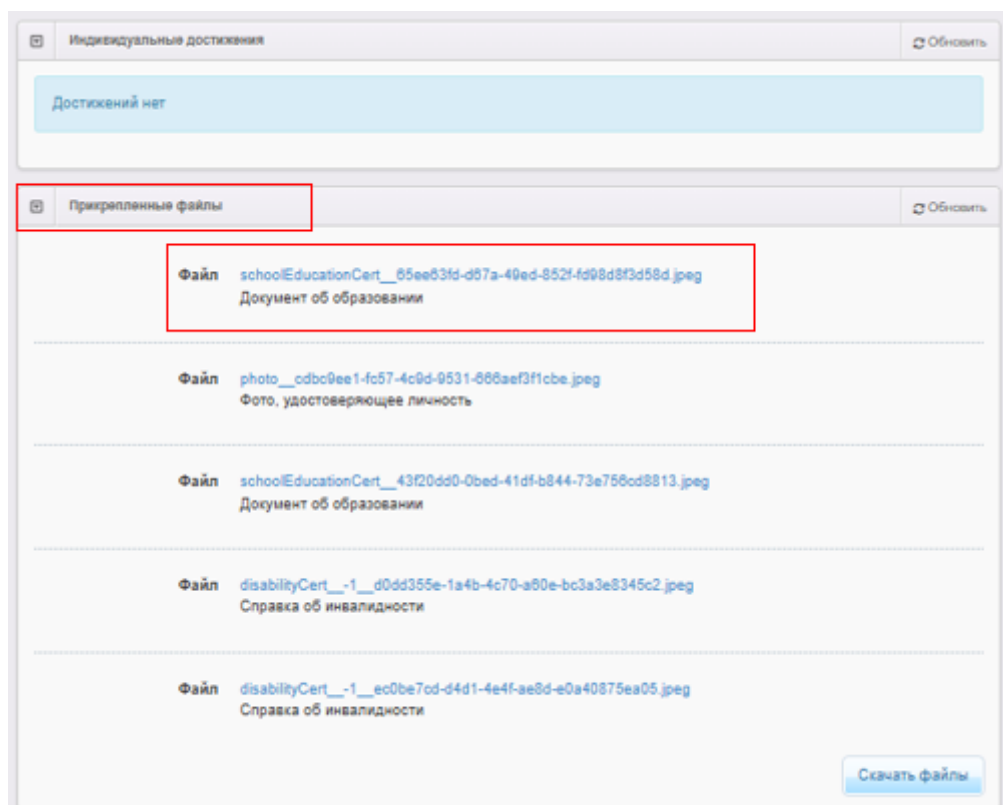 Индивидуальные достижения
Обновить
Достижений нет
Прикрепленные файлы
Обновить
Файл schoolEducationCert__65ee63fd-d67a-49ed-852f-fd98d8f3d58d.jpeg
Документ об образовании
Файл photo__cdbc9ee1-fc57-4c9d-9531-666aef3f1cbe.jpeg
Фото, удостоверяющее личность
Файл schoolEducationCert__43f20dd0-0bed-41df-b844-73e756cd8813.jpeg
Документ об образовании
Файл disabilityCert__-1__d0dd355e-1a4b-4c70-a60e-bc3a3e8345c2.jpeg
Справка об инвалидности
Файл disabilityCert__-1__ec0be7cd-d4d1-4e4f-ae8d-e0a40875ea05.jpeg
Справка об инвалидности
Скачать файлы